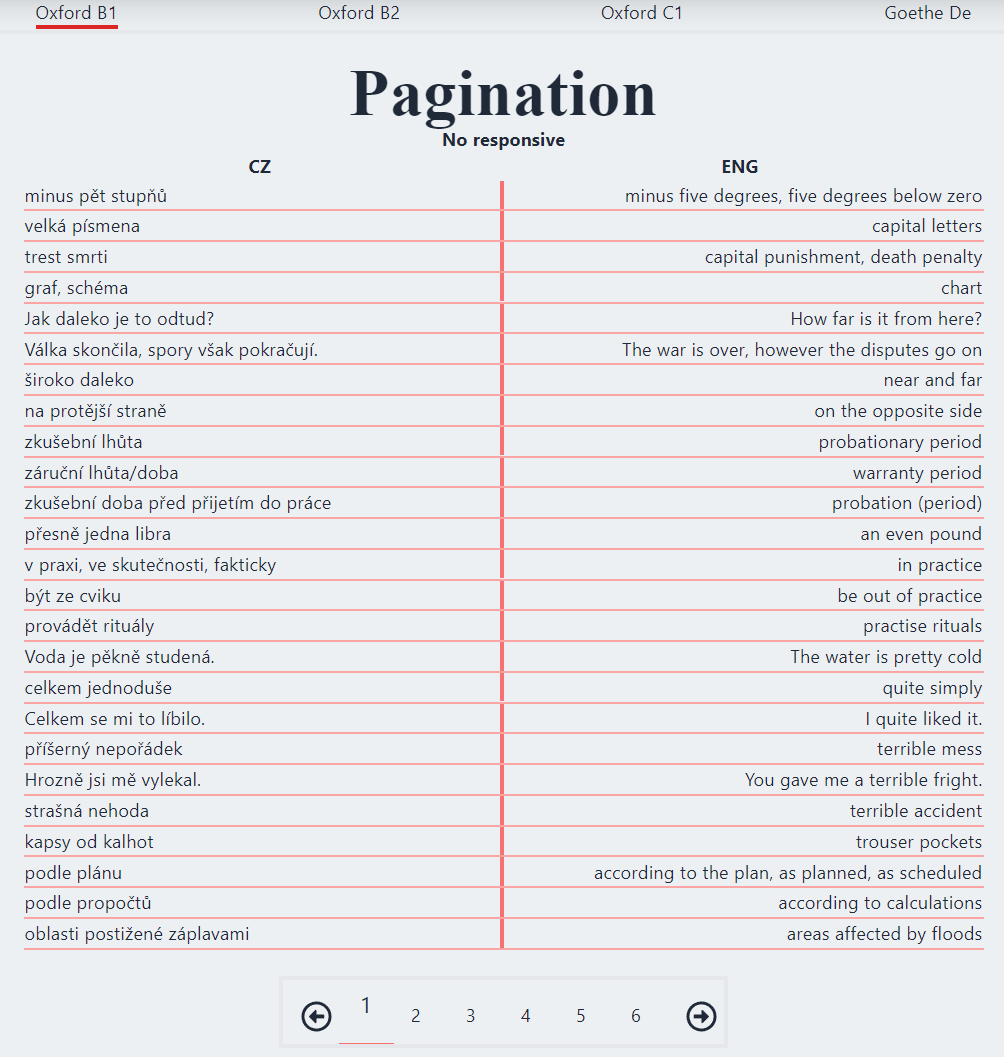 Oxford B1 Oxford B2 Oxford C1 Goethe De
Pagination
No responsive
CZ ENG
minus pět stupňů minus five degrees, five degrees below zero
velká písmena capital letters
trest smrti capital punishment, death penalty
graf, schéma chart
Jak daleko je to odtud? How far is it from here?
Válka skončila, spory však pokračují. The war is over, however the disputes go on
široko daleko near and far
na protější straně on the opposite side
zkušební lhůta probationary period
záruční lhůta/doba warranty period
zkušební doba před přijetím do práce probation (period)
přesně jedna libra an even pound
v praxi, ve skutečnosti, fakticky in practice
být ze cviku be out of practice
provádět rituály practise rituals
Voda je pěkně studená. The water is pretty cold
celkem jednoduše quite simply
Celkem se mi to líbilo. I quite liked it.
příšerný nepořádek terrible mess
Hrozně jsi mě vylekal. You gave me a terrible fright.
strašná nehoda terrible accident
kapsy od kalhot trouser pockets
podle plánu according to the plan, as planned, as scheduled
podle propočtů according to calculations
oblasti postižené záplavami areas affected by floods
1 2 3 4 5 6